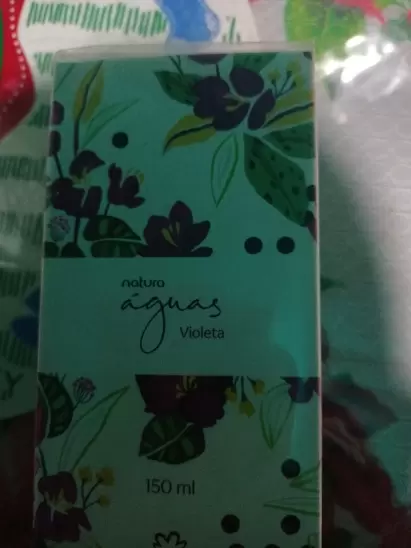 natura
águas
Violeta
150 ml